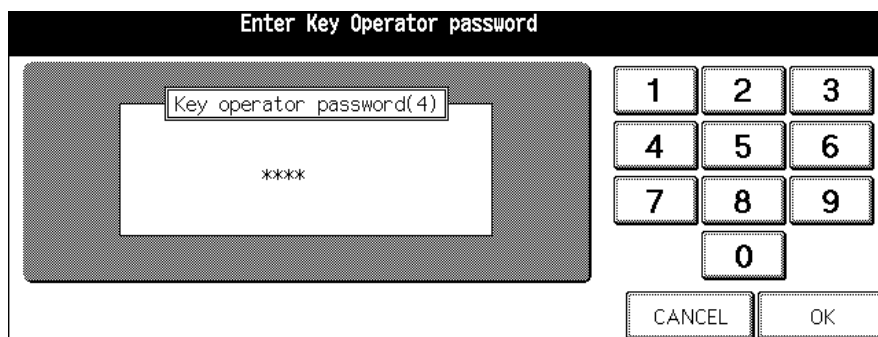 Enter Key Operator password
Key operator password(4)
****
1 2 3
4 5 6
7 8 9
0
CANCEL OK